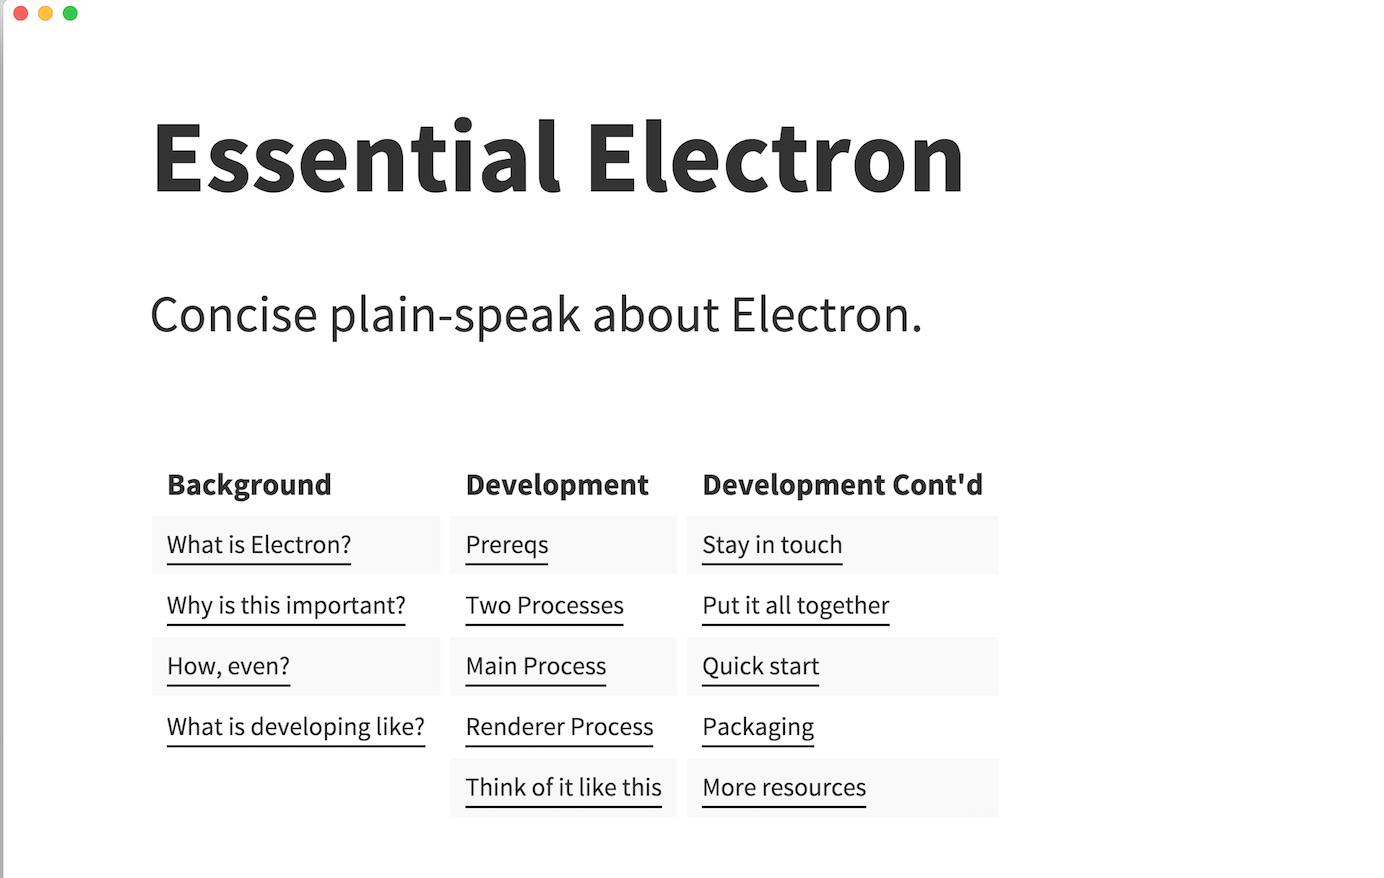 Essential Electron
Concise plain-speak about Electron.
Background
What is Electron?
Why is this important?
How, even?
What is developing like?
Development
Prereqs
Two Processes
Main Process
Renderer Process
Think of it like this
Development Cont'd
Stay in touch
Put it all together
Quick start
Packaging
More resources